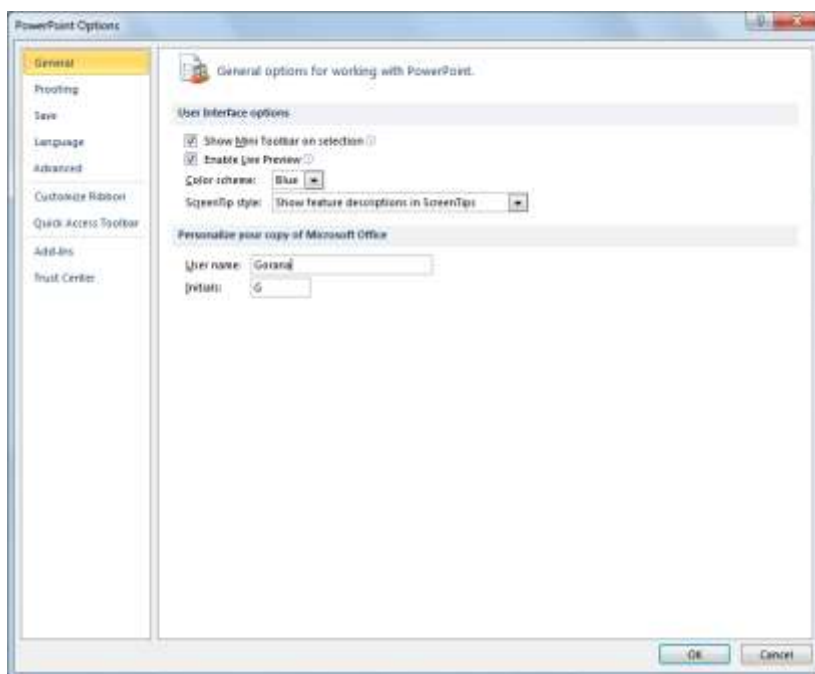 PowerPoint Options
General
Proofing
Save
Language
Advanced
Customize Ribbon
Quick Access Toolbar
Add-Ins
Trust Center
General options for working with PowerPoint.
User Interface options
Show Mini Toolbar on selection
Enable Live Preview
Color scheme: Blue
ScreenTip style: Show feature descriptions in ScreenTips
Personalize your copy of Microsoft Office
User name: Gorana
Initials: G
OK Cancel